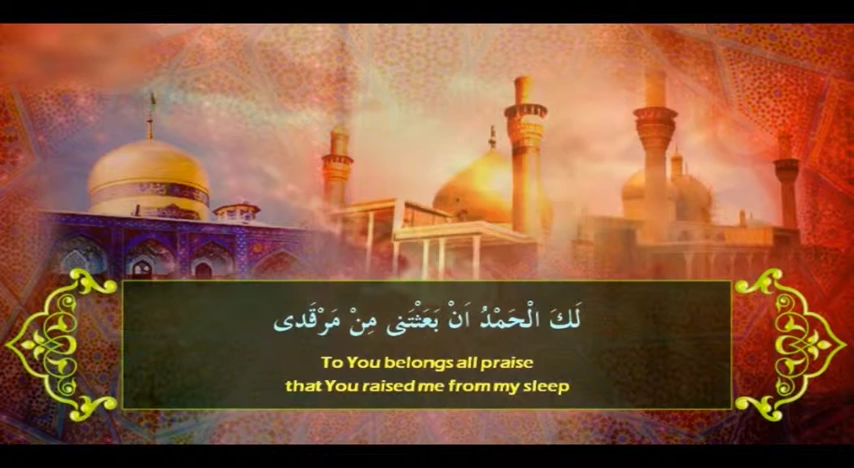 لَكَ الْحَمْدُ اَنْ بَعَثْتَنى مِنْ مَرْقَدى
To You belongs all praise
that You raised me from my sleep